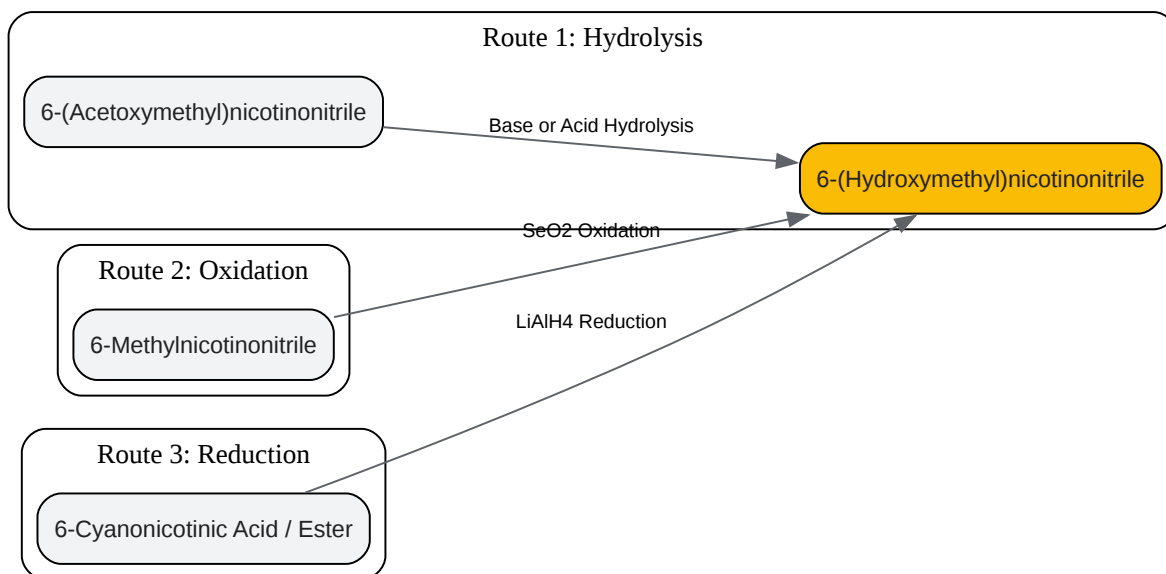 Route 1: Hydrolysis
6-(Acetoxymethyl)nicotinonitrile
Base or Acid Hydrolysis
6-(Hydroxymethyl)nicotinonitrile
SeO2 Oxidation
Route 2: Oxidation
6-Methylnicotinonitrile
LiAlH4 Reduction
Route 3: Reduction
6-Cyanonicotinic Acid / Ester